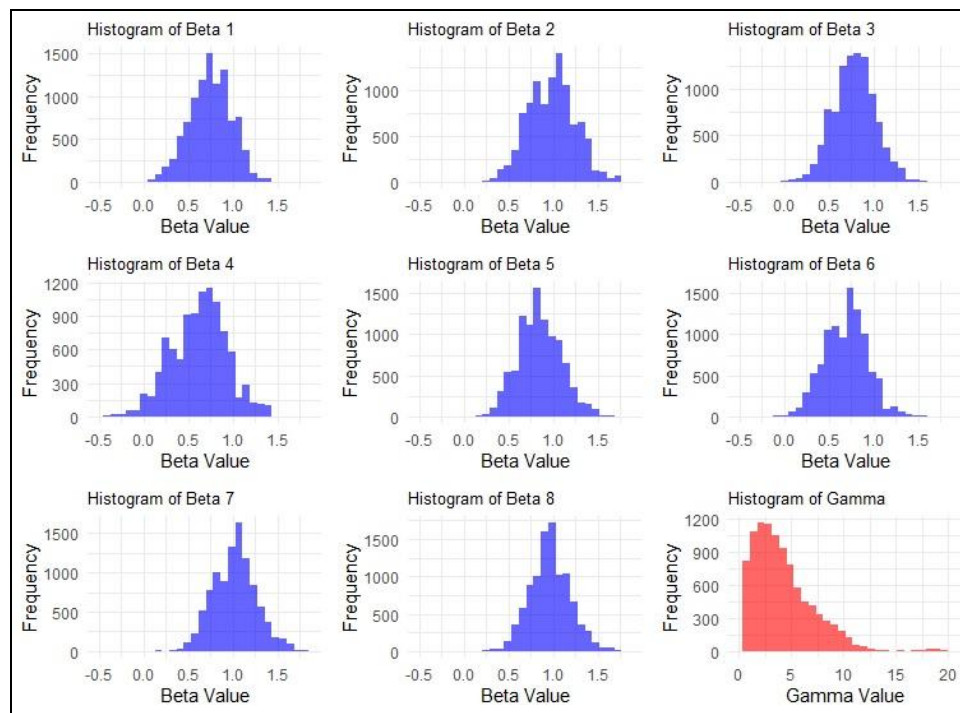 Histogram of Beta 1
1500
1000
500
0
Frequency
-0.5 0.0 0.5 1.0 1.5
Beta Value
Histogram of Beta 2
1000
500
0
Frequency
-0.5 0.0 0.5 1.0 1.5
Beta Value
Histogram of Beta 3
1000
500
0
Frequency
-0.5 0.0 0.5 1.0 1.5
Beta Value
Histogram of Beta 4
1200
900
600
300
0
Frequency
-0.5 0.0 0.5 1.0 1.5
Beta Value
Histogram of Beta 5
1500
1000
500
0
Frequency
-0.5 0.0 0.5 1.0 1.5
Beta Value
Histogram of Beta 6
1500
1000
500
0
Frequency
-0.5 0.0 0.5 1.0 1.5
Beta Value
Histogram of Beta 7
1500
1000
500
0
Frequency
-0.5 0.0 0.5 1.0 1.5
Beta Value
Histogram of Beta 8
1500
1000
500
0
Frequency
-0.5 0.0 0.5 1.0 1.5
Beta Value
Histogram of Gamma
1200
900
600
300
0
Frequency
0 5 10 15 20
Gamma Value